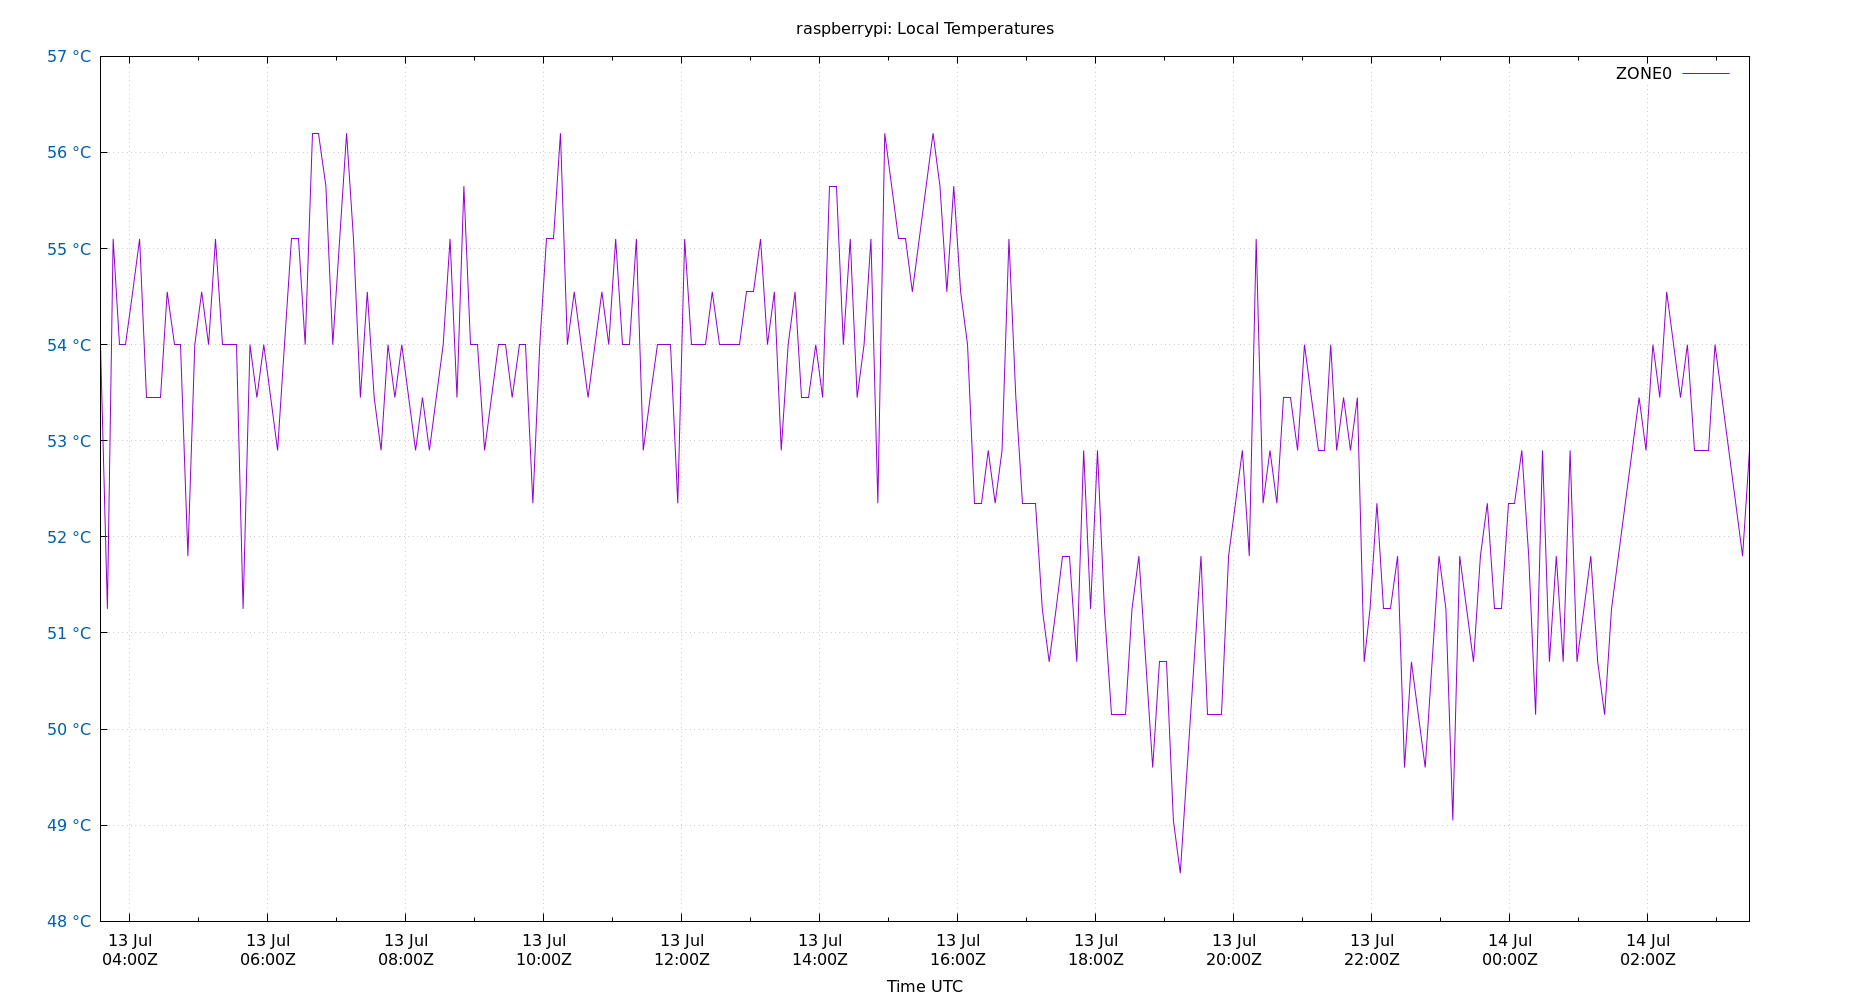 raspberrypi: Local Temperatures
57 °C
ZONE0
56 °C
55 °C
54 °C
53 °C
52 °C
51 °C
50 °C
49 °C
48 °C
13 Jul 13 Jul 13 Jul 13 Jul 13 Jul 13 Jul 13 Jul 13 Jul 13 Jul 13 Jul 14 Jul 14 Jul
04:00Z 06:00Z 08:00Z 10:00Z 12:00Z 14:00Z 16:00Z 18:00Z 20:00Z 22:00Z 00:00Z 02:00Z
Time UTC